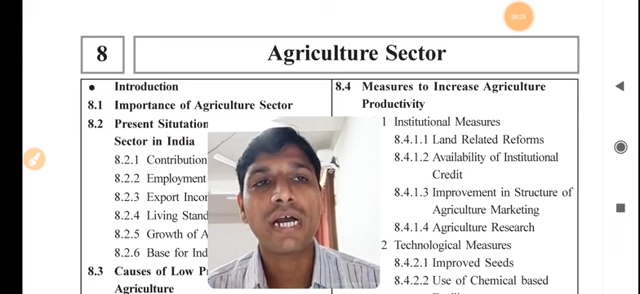 00:20
8
Agriculture Sector
• Introduction
8.1 Importance of Agriculture Sector
8.2 Present Situtation
Sector in India
8.2.1 Contribution
8.2.2 Employment
8.2.3 Export
8.2.4 Living
8.2.5 Growth of
8.2.6 Base for
8.3 Causes of Low
Agriculture
8.4 Measures to Increase Agriculture
Productivity
1 Institutional Measures
8.4.1.1 Land Related Reforms
8.4.1.2 Availability of Institutional
Credit
8.4.1.3 Improvement in Structure of
Agriculture Marketing
8.4.1.4 Agriculture Research
2 Technological Measures
8.4.2.1 Improved Seeds
8.4.2.2 Use of Chemical based